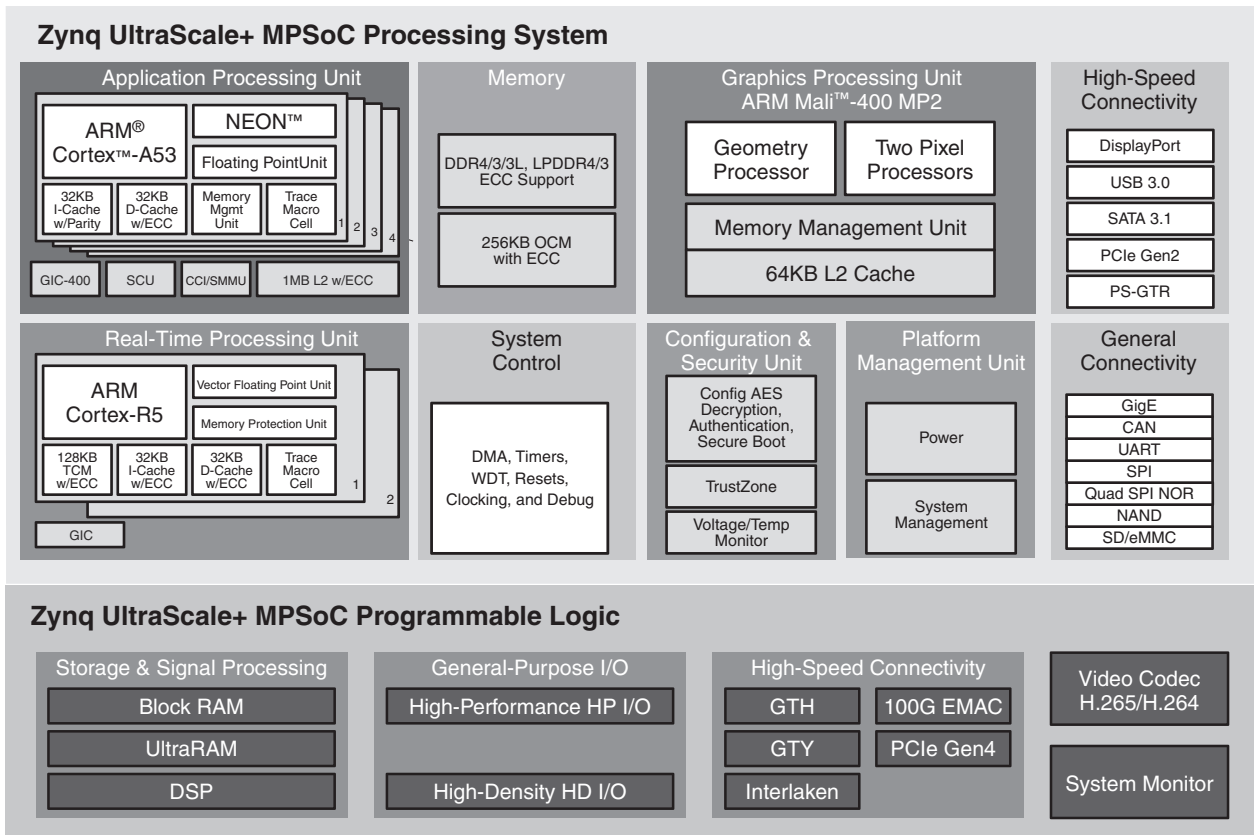 Zynq UltraScale+ MPSoC Processing System
Application Processing Unit
ARM®
Cortex™-A53
NEON™
Floating PointUnit
32KB
I-Cache
w/Parity
32KB
D-Cache
w/ECC
Memory
Mgmt
Unit
Trace
Macro
Cell
1
2
3
4
GIC-400
SCU
CCI/SMMU
1MB L2 w/ECC
Memory
DDR4/3/3L, LPDDR4/3
ECC Support
256KB OCM
with ECC
Graphics Processing Unit
ARM Mali™-400 MP2
Geometry
Processor
Two Pixel
Processors
Memory Management Unit
64KB L2 Cache
High-Speed
Connectivity
DisplayPort
USB 3.0
SATA 3.1
PCIe Gen2
PS-GTR
Real-Time Processing Unit
ARM
Cortex-R5
Vector Floating Point Unit
Memory Protection Unit
128KB
TCM
w/ECC
32KB
I-Cache
w/ECC
32KB
D-Cache
w/ECC
Trace
Macro
Cell
1
2
GIC
System
Control
DMA, Timers,
WDT, Resets,
Clocking, and Debug
Configuration &
Security Unit
Config AES
Decryption,
Authentication,
Secure Boot
TrustZone
Voltage/Temp
Monitor
Platform
Management Unit
Power
System
Management
General
Connectivity
GigE
CAN
UART
SPI
Quad SPI NOR
NAND
SD/eMMC
Zynq UltraScale+ MPSoC Programmable Logic
Storage & Signal Processing
Block RAM
UltraRAM
DSP
General-Purpose I/O
High-Performance HP I/O
High-Density HD I/O
High-Speed Connectivity
GTH
100G EMAC
GTY
PCIe Gen4
Interlaken
Video Codec
H.265/H.264
System Monitor